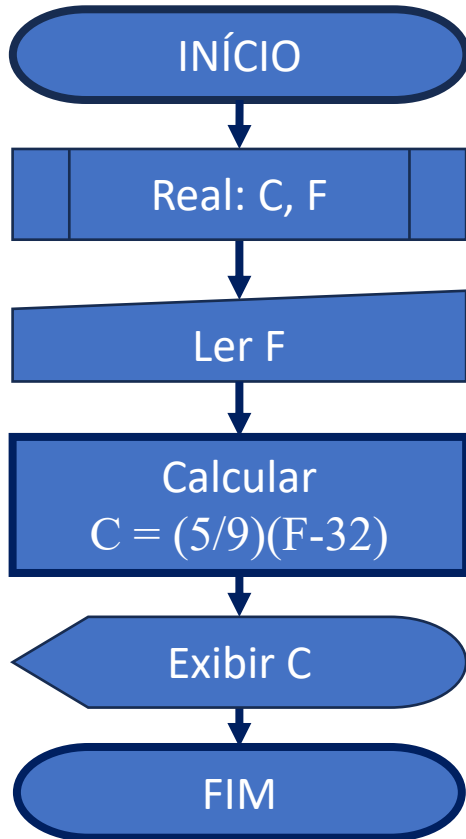 INÍCIO
Real: C, F
Ler F
Calcular
C = (5/9)(F-32)
Exibir C
FIM